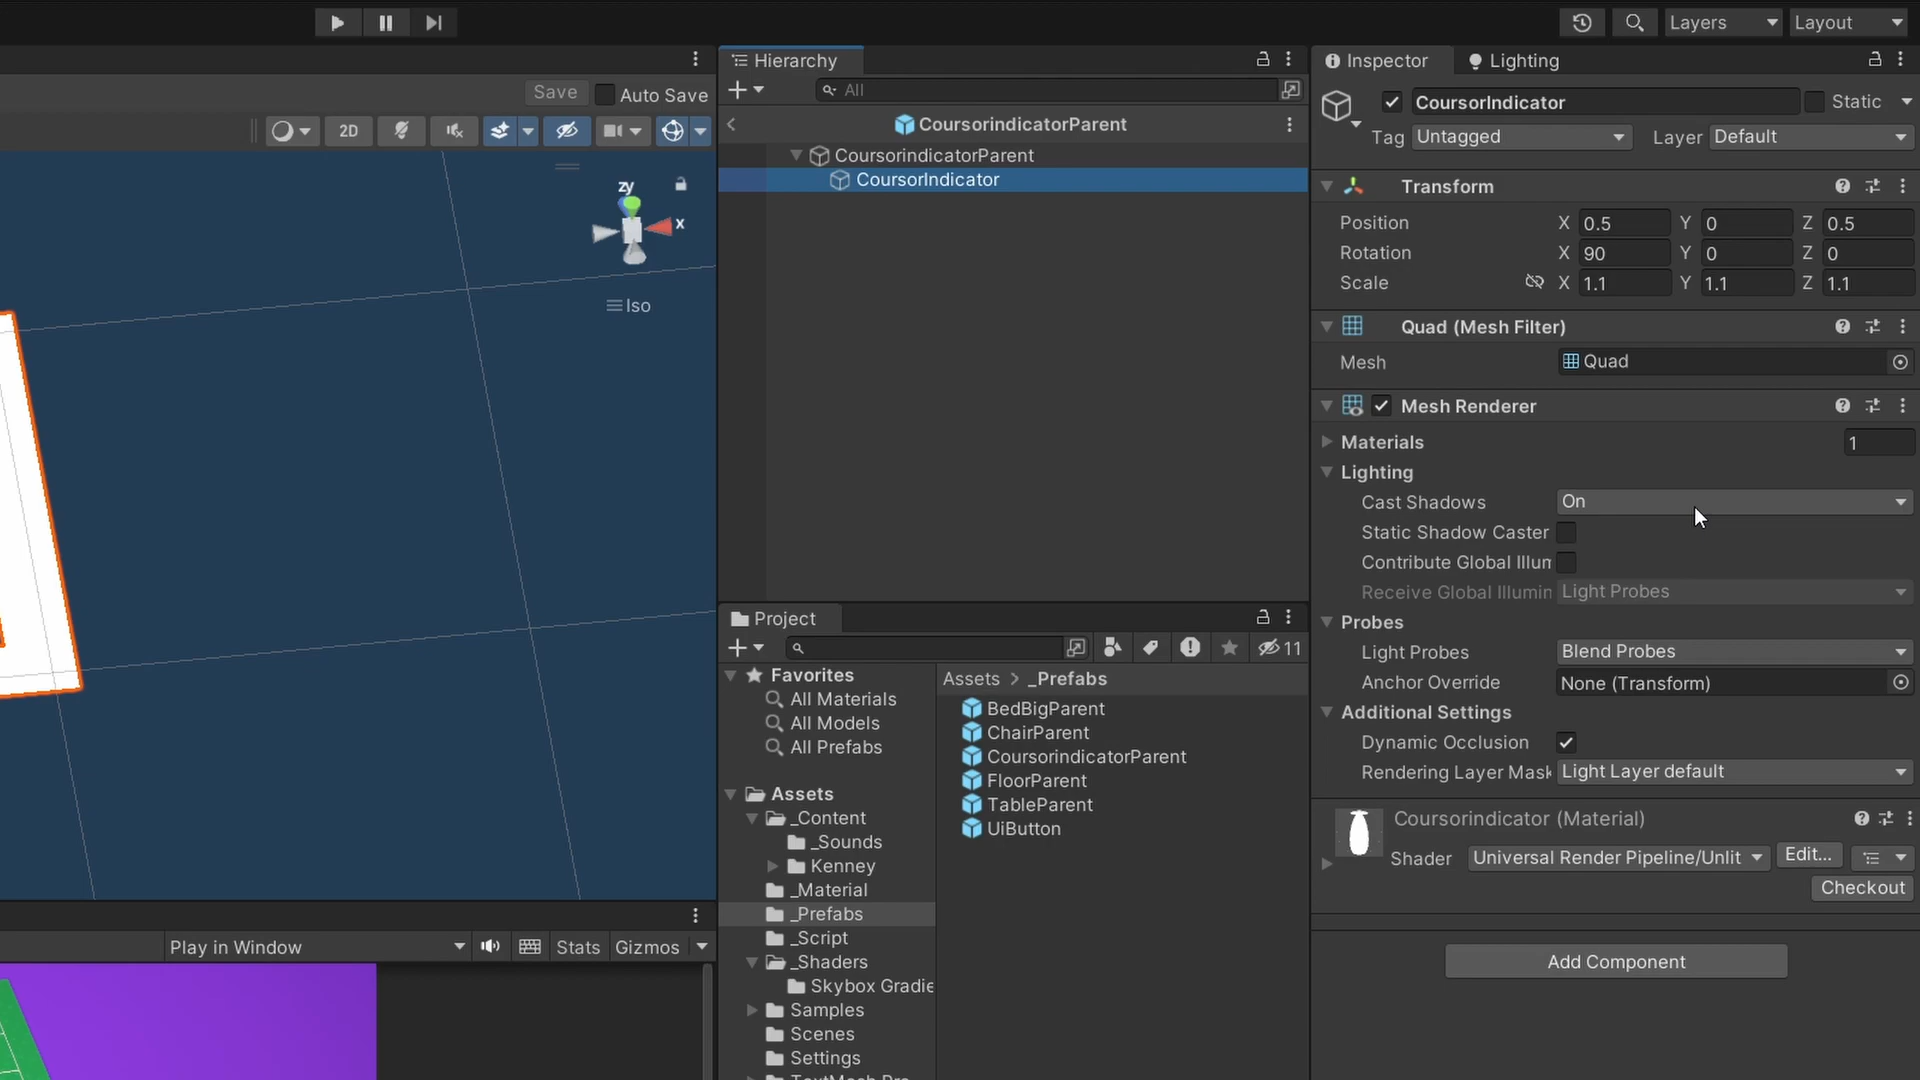 Layers
Layout
Save
Auto Save
2D
zy
x
Iso
Hierarchy
All
CoursorindicatorParent
CoursorindicatorParent
CoursorIndicator
Inspector
Lighting
CoursorIndicator
Static
Tag Untagged
Layer Default
Transform
Position X 0.5 Y 0 Z 0.5
Rotation X 90 Y 0 Z 0
Scale X 1.1 Y 1.1 Z 1.1
Quad (Mesh Filter)
Mesh Quad
Mesh Renderer
Materials 1
Lighting
Cast Shadows On
Static Shadow Caster
Contribute Global Illum
Receive Global Illumin Light Probes
Probes
Light Probes Blend Probes
Anchor Override None (Transform)
Additional Settings
Dynamic Occlusion
Rendering Layer Mask Light Layer default
Coursorindicator (Material)
Shader Universal Render Pipeline/Unlit Edit...
Checkout
Add Component
Project
11
Favorites
All Materials
All Models
All Prefabs
Assets
_Content
_Sounds
Kenney
_Material
_Prefabs
_Script
_Shaders
Skybox Gradie
Samples
Scenes
Settings
TextMesh Pro
Assets > _Prefabs
BedBigParent
ChairParent
CoursorindicatorParent
FloorParent
TableParent
UiButton
Play in Window
Stats
Gizmos